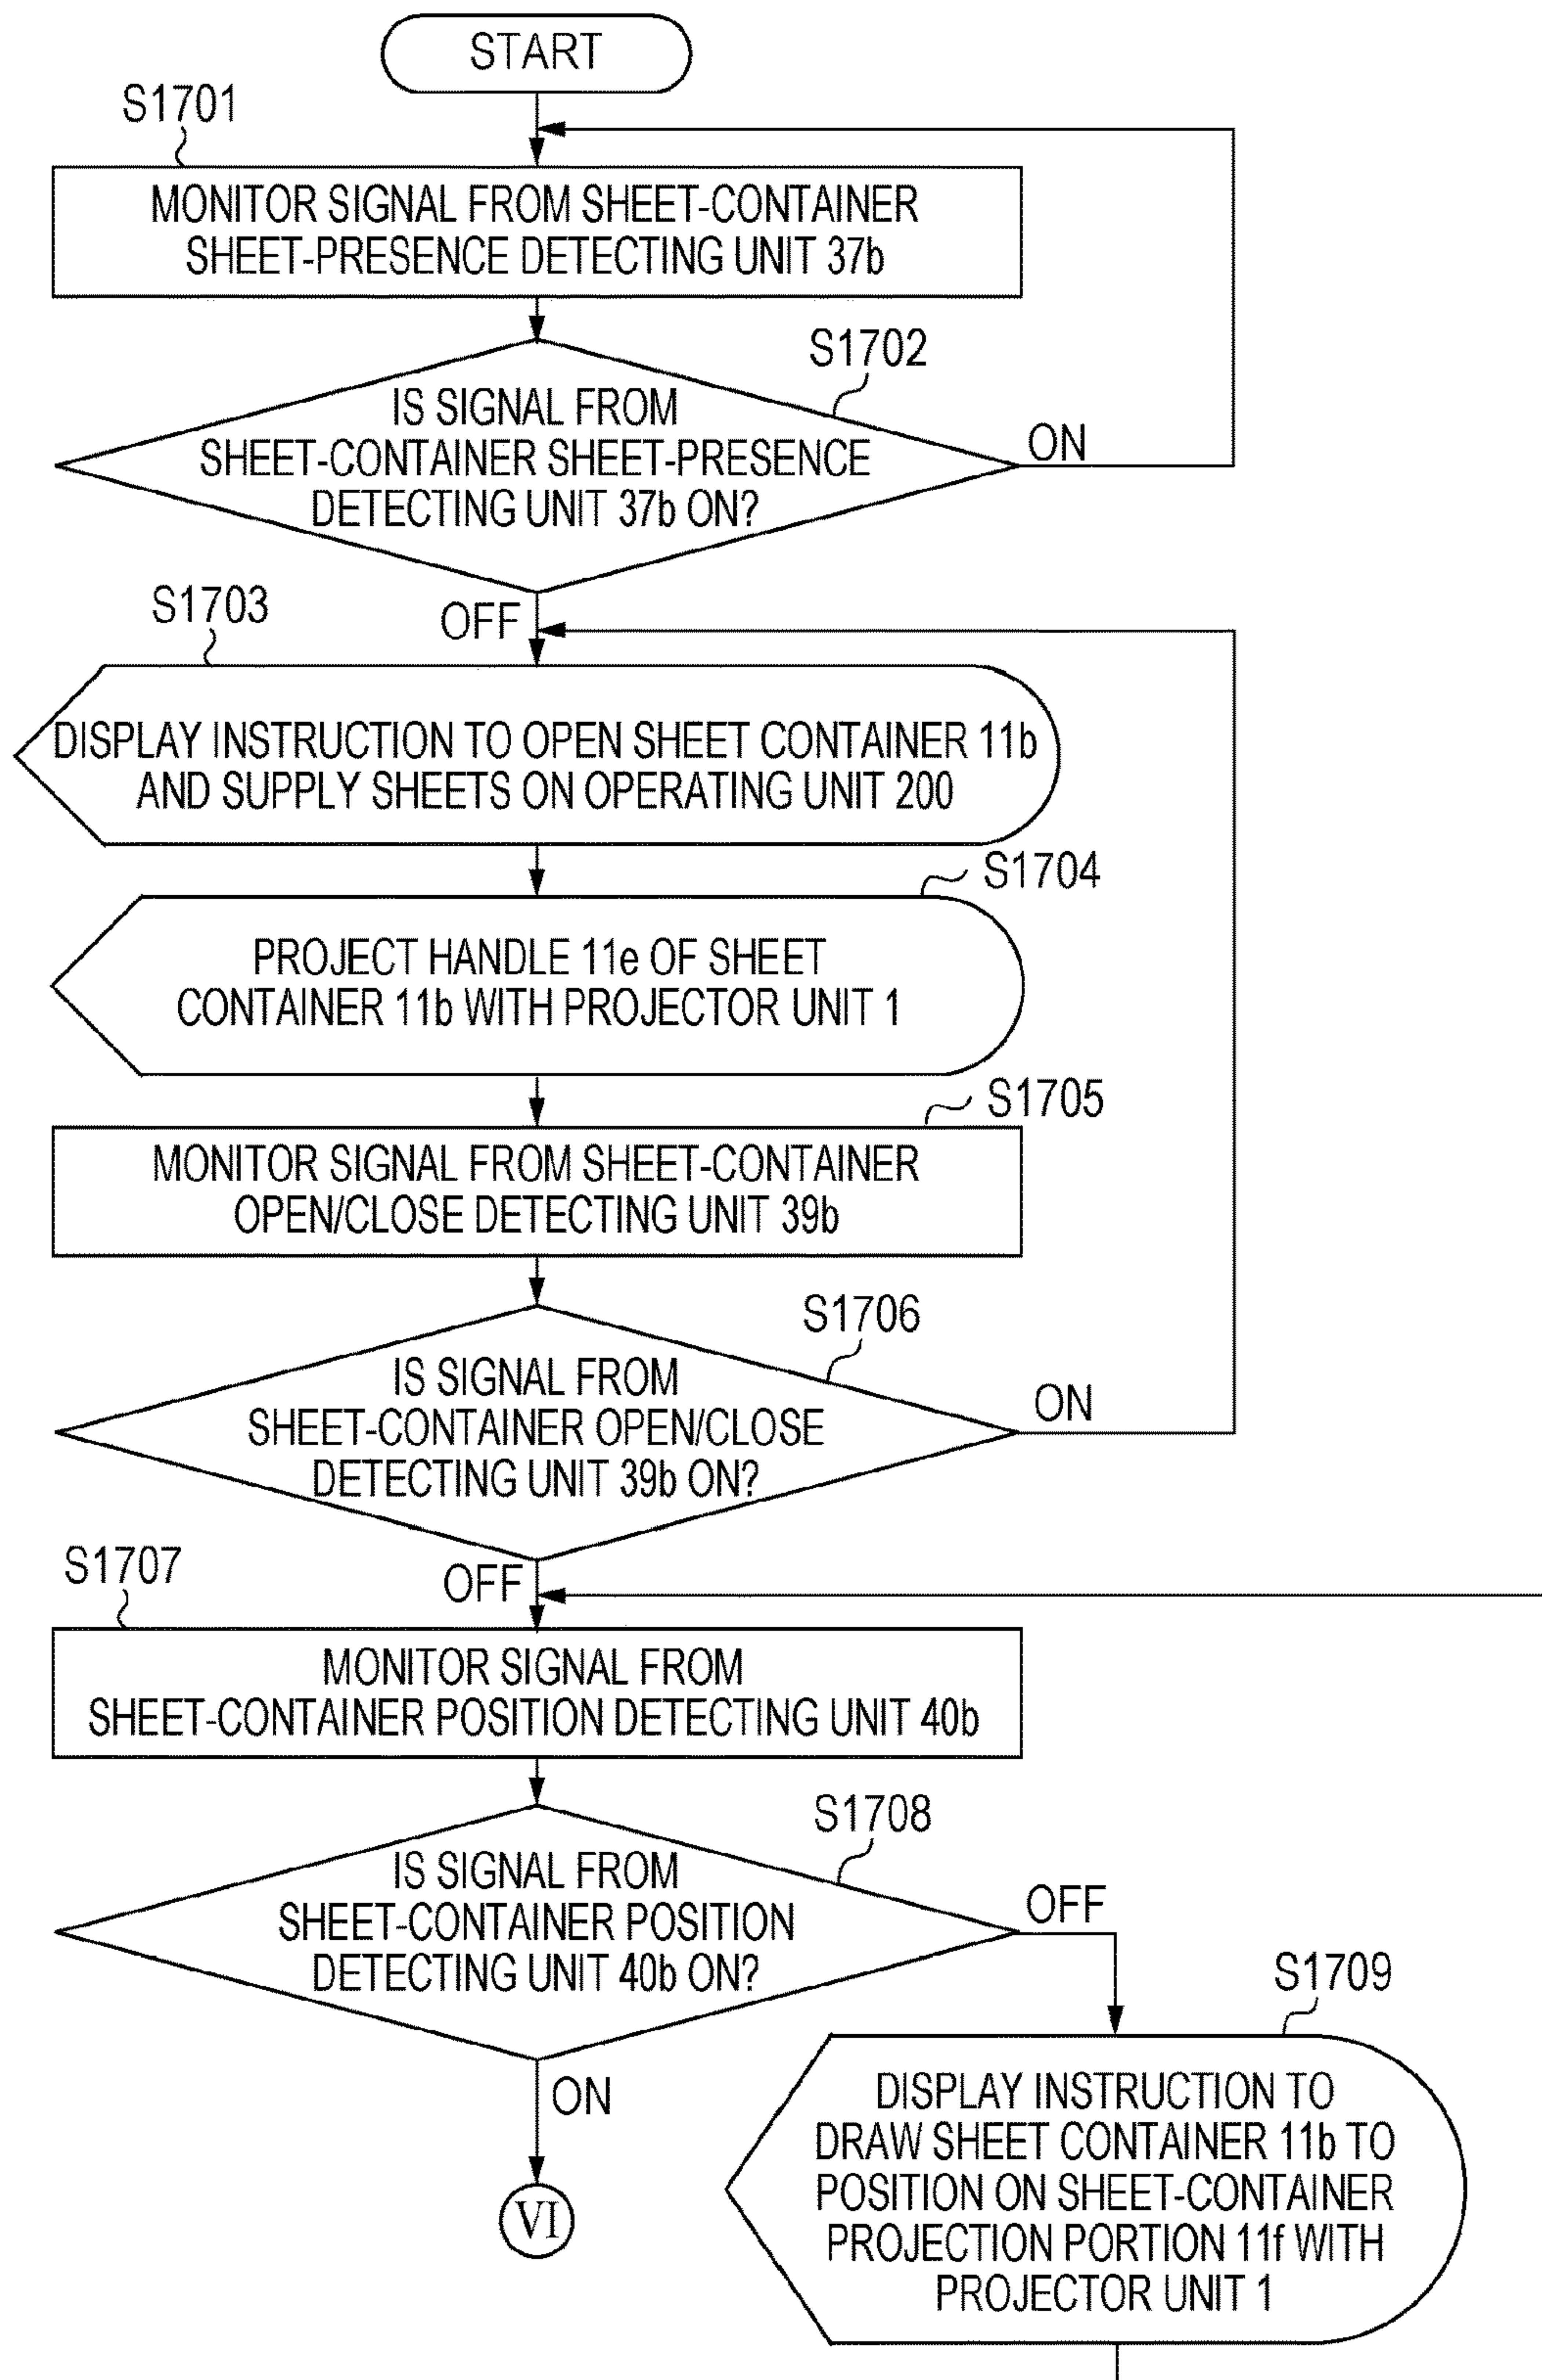 START
S1701
MONITOR SIGNAL FROM SHEET-CONTAINER
SHEET-PRESENCE DETECTING UNIT 37b
S1702
IS SIGNAL FROM
SHEET-CONTAINER SHEET-PRESENCE
DETECTING UNIT 37b ON?
ON
OFF
S1703
DISPLAY INSTRUCTION TO OPEN SHEET CONTAINER 11b
AND SUPPLY SHEETS ON OPERATING UNIT 200
S1704
PROJECT HANDLE 11e OF SHEET
CONTAINER 11b WITH PROJECTOR UNIT 1
S1705
MONITOR SIGNAL FROM SHEET-CONTAINER
OPEN/CLOSE DETECTING UNIT 39b
S1706
IS SIGNAL FROM
SHEET-CONTAINER OPEN/CLOSE
DETECTING UNIT 39b ON?
ON
OFF
S1707
MONITOR SIGNAL FROM
SHEET-CONTAINER POSITION DETECTING UNIT 40b
S1708
IS SIGNAL FROM
SHEET-CONTAINER POSITION
DETECTING UNIT 40b ON?
OFF
ON
VI
S1709
DISPLAY INSTRUCTION TO
DRAW SHEET CONTAINER 11b TO
POSITION ON SHEET-CONTAINER
PROJECTION PORTION 11f WITH
PROJECTOR UNIT 1